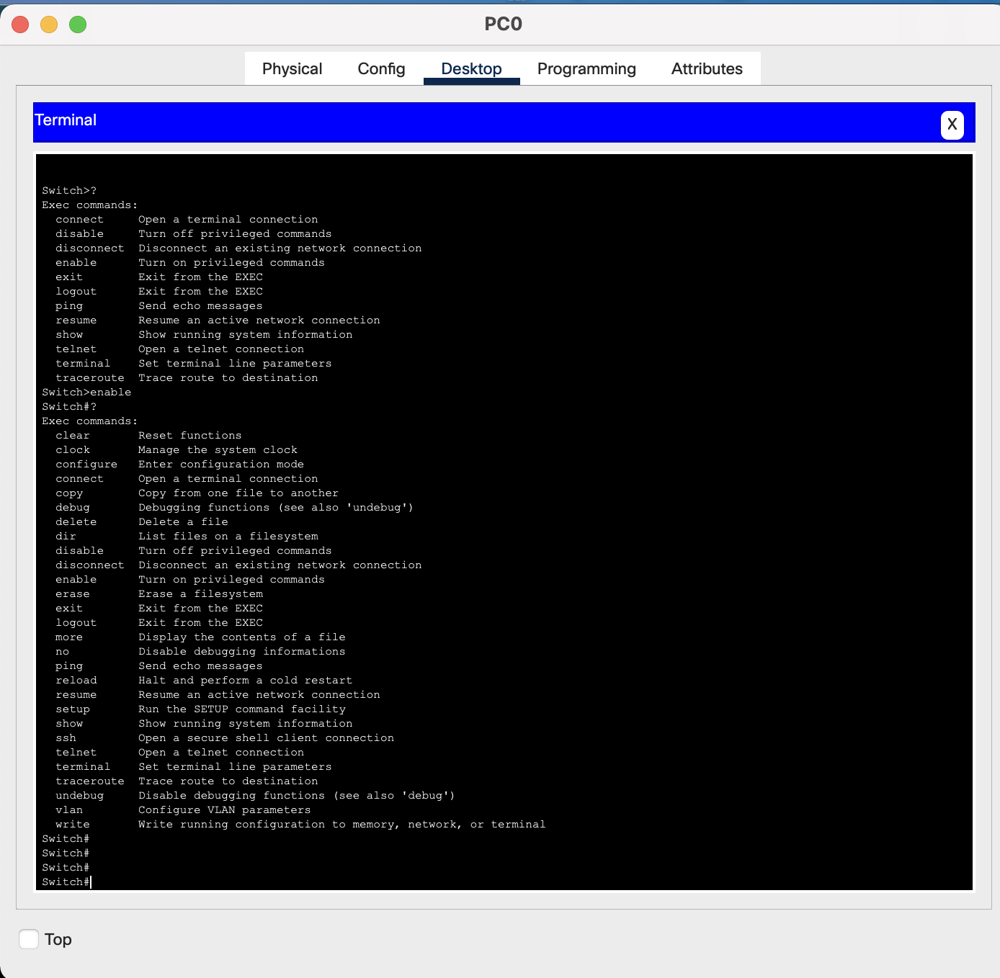 PC0
Physical Config Desktop Programming Attributes
Terminal
X
Switch>?
Exec commands:
  connect     Open a terminal connection
  disable     Turn off privileged commands
  disconnect  Disconnect an existing network connection
  enable      Turn on privileged commands
  exit        Exit from the EXEC
  logout      Exit from the EXEC
  ping        Send echo messages
  resume      Resume an active network connection
  show        Show running system information
  telnet      Open a telnet connection
  terminal    Set terminal line parameters
  traceroute  Trace route to destination
Switch>enable
Switch#?
Exec commands:
  clear       Reset functions
  clock       Manage the system clock
  configure   Enter configuration mode
  connect     Open a terminal connection
  copy        Copy from one file to another
  debug       Debugging functions (see also 'undebug')
  delete      Delete a file
  dir         List files on a filesystem
  disable     Turn off privileged commands
  disconnect  Disconnect an existing network connection
  enable      Turn on privileged commands
  erase       Erase a filesystem
  exit        Exit from the EXEC
  logout      Exit from the EXEC
  more        Display the contents of a file
  no          Disable debugging informations
  ping        Send echo messages
  reload      Halt and perform a cold restart
  resume      Resume an active network connection
  setup       Run the SETUP command facility
  show        Show running system information
  ssh         Open a secure shell client connection
  telnet      Open a telnet connection
  terminal    Set terminal line parameters
  traceroute  Trace route to destination
  undebug     Disable debugging functions (see also 'debug')
  vlan        Configure VLAN parameters
  write       Write running configuration to memory, network, or terminal
Switch#
Switch#
Switch#
Switch#
Top